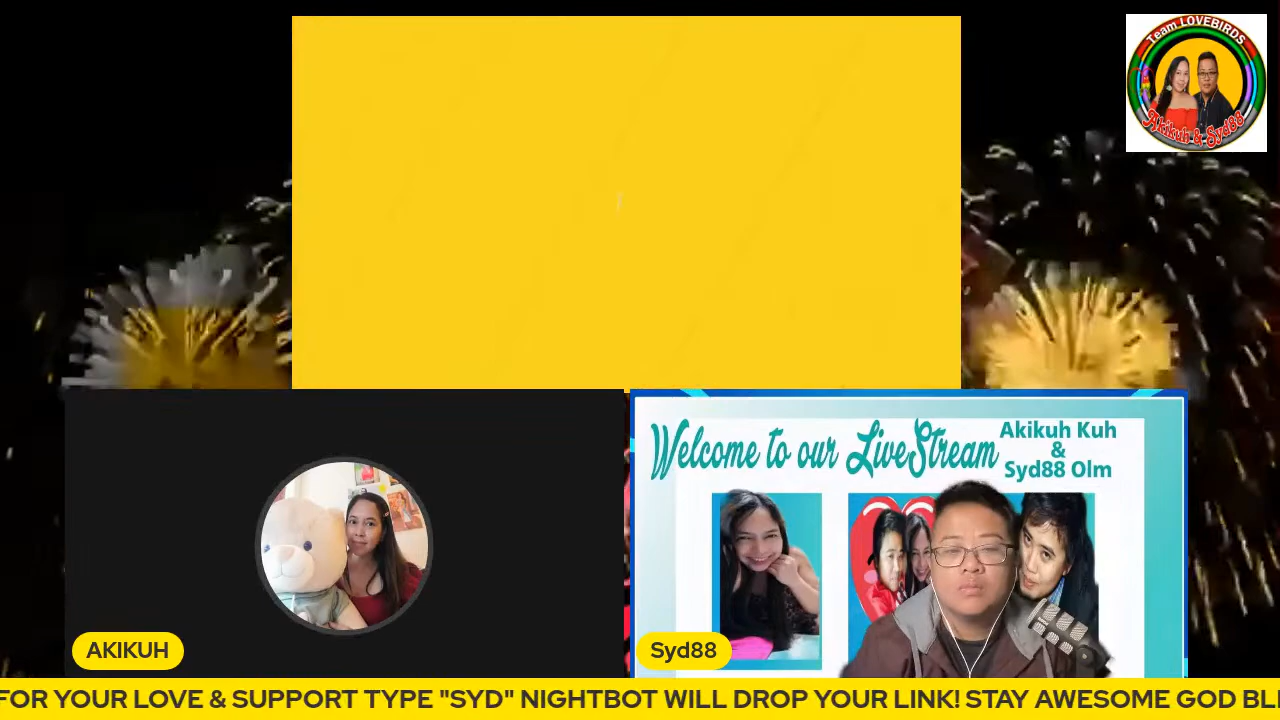 Team LOVEBIRDS
Akikuh & Syd88
Welcome to our LiveStream
Akikuh Kuh
&
Syd88 Olm
AKIKUH
Syd88
FOR YOUR LOVE & SUPPORT TYPE "SYD" NIGHTBOT WILL DROP YOUR LINK! STAY AWESOME GOD BL